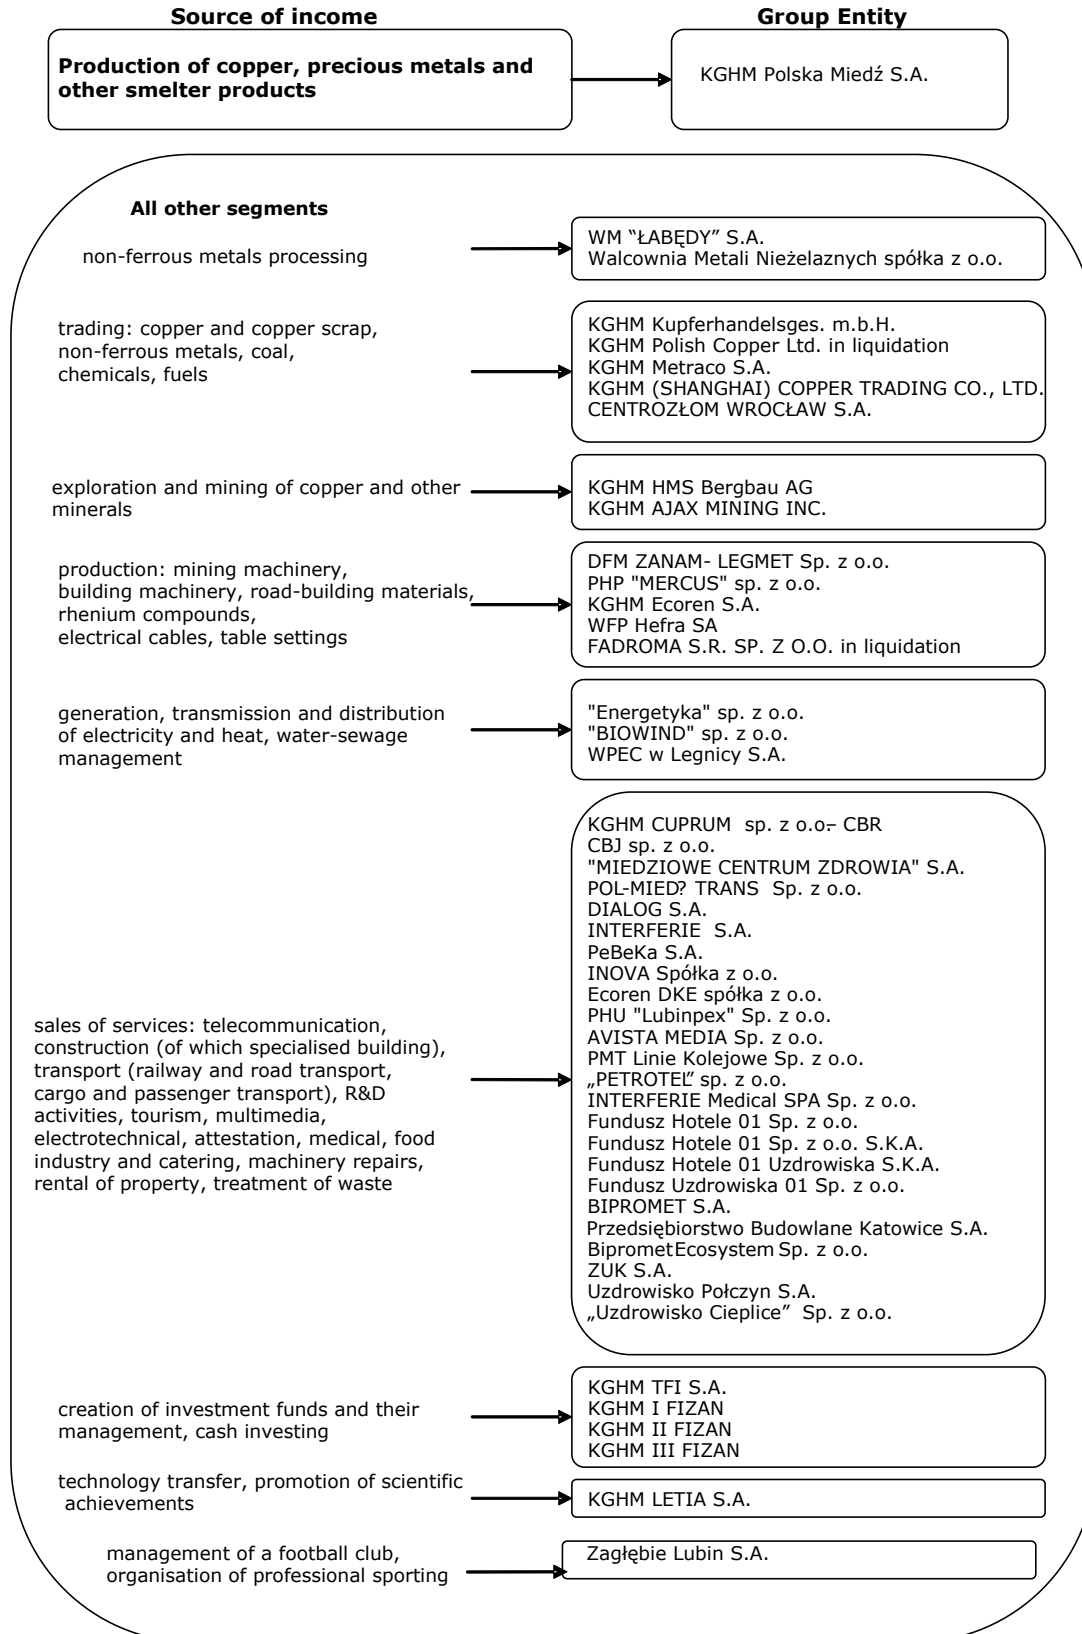 Source of income
Group Entity
Production of copper, precious metals and
other smelter products
KGHM Polska Miedź S.A.
All other segments
non-ferrous metals processing
WM “ŁABĘDY” S.A.
Walcownia Metali Nieżelaznych spółka z o.o.
trading: copper and copper scrap,
non-ferrous metals, coal,
chemicals, fuels
KGHM Kupferhandelsges. m.b.H.
KGHM Polish Copper Ltd. in liquidation
KGHM Metraco S.A.
KGHM (SHANGHAI) COPPER TRADING CO., LTD.
CENTROZŁOM WROCŁAW S.A.
exploration and mining of copper and other
minerals
KGHM HMS Bergbau AG
KGHM AJAX MINING INC.
production: mining machinery,
building machinery, road-building materials,
rhenium compounds,
electrical cables, table settings
DFM ZANAM- LEGMET Sp. z o.o.
PHP "MERCUS" sp. z o.o.
KGHM Ecoren S.A.
WFP Hefra SA
FADROMA S.R. SP. Z O.O. in liquidation
generation, transmission and distribution
of electricity and heat, water-sewage
management
"Energetyka" sp. z o.o.
"BIOWIND" sp. z o.o.
WPEC w Legnicy S.A.
sales of services: telecommunication,
construction (of which specialised building),
transport (railway and road transport,
cargo and passenger transport), R&D
activities, tourism, multimedia,
electrotechnical, attestation, medical, food
industry and catering, machinery repairs,
rental of property, treatment of waste
KGHM CUPRUM sp. z o.o– CBR
CBJ sp. z o.o.
"MIEDZIOWE CENTRUM ZDROWIA" S.A.
POL-MIED? TRANS Sp. z o.o.
DIALOG S.A.
INTERFERIE S.A.
PeBeKa S.A.
INOVA Spółka z o.o.
Ecoren DKE spółka z o.o.
PHU "Lubinpex" Sp. z o.o.
AVISTA MEDIA Sp. z o.o.
PMT Linie Kolejowe Sp. z o.o.
„PETROTEL” sp. z o.o.
INTERFERIE Medical SPA Sp. z o.o.
Fundusz Hotele 01 Sp. z o.o.
Fundusz Hotele 01 Sp. z o.o. S.K.A.
Fundusz Hotele 01 Uzdrowiska S.K.A.
Fundusz Uzdrowiska 01 Sp. z o.o.
BIPROMET S.A.
Przedsiębiorstwo Budowlane Katowice S.A.
Bipromet Ecosystem Sp. z o.o.
ZUK S.A.
Uzdrowisko Połczyn S.A.
„Uzdrowisko Cieplice” Sp. z o.o.
creation of investment funds and their
management, cash investing
KGHM TFI S.A.
KGHM I FIZAN
KGHM II FIZAN
KGHM III FIZAN
technology transfer, promotion of scientific
achievements
KGHM LETIA S.A.
management of a football club,
organisation of professional sporting
Zagłębie Lubin S.A.